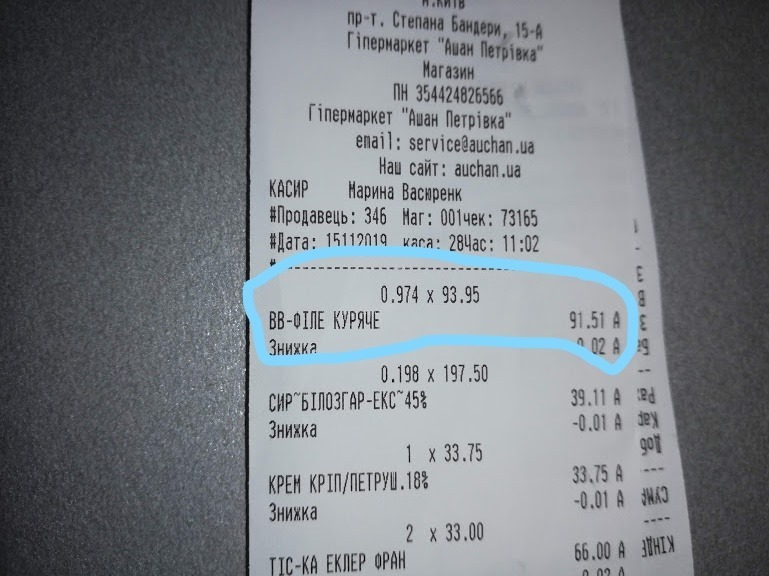 м.Київ
пр-т. Степана Бандери, 15-А
Гіпермаркет "Ашан Петрівка"
Магазин
ПН 354424826566
Гіпермаркет "Ашан Петрівка"
email: service@auchan.ua
Наш сайт: auchan.ua
КАСИР Марина Васюренк
#Продавець: 346 Маг: 001чек: 73165
#Дата: 15112019 каса: 28Час: 11:02
#------------------------------
0.974 x 93.95
ВВ-ФІЛЕ КУРЯЧЕ 91.51 А
Знижка 0.02 А
0.198 x 197.50
СИР~БІЛОЗГАР-ЕКС~45% 39.11 А
Знижка -0.01 А
1 x 33.75
КРЕМ КРІП/ПЕТРУШ.18% 33.75 А
Знижка -0.01 А
2 x 33.00
ТІС-КА ЕКЛЕР ФРАН 66.00 А